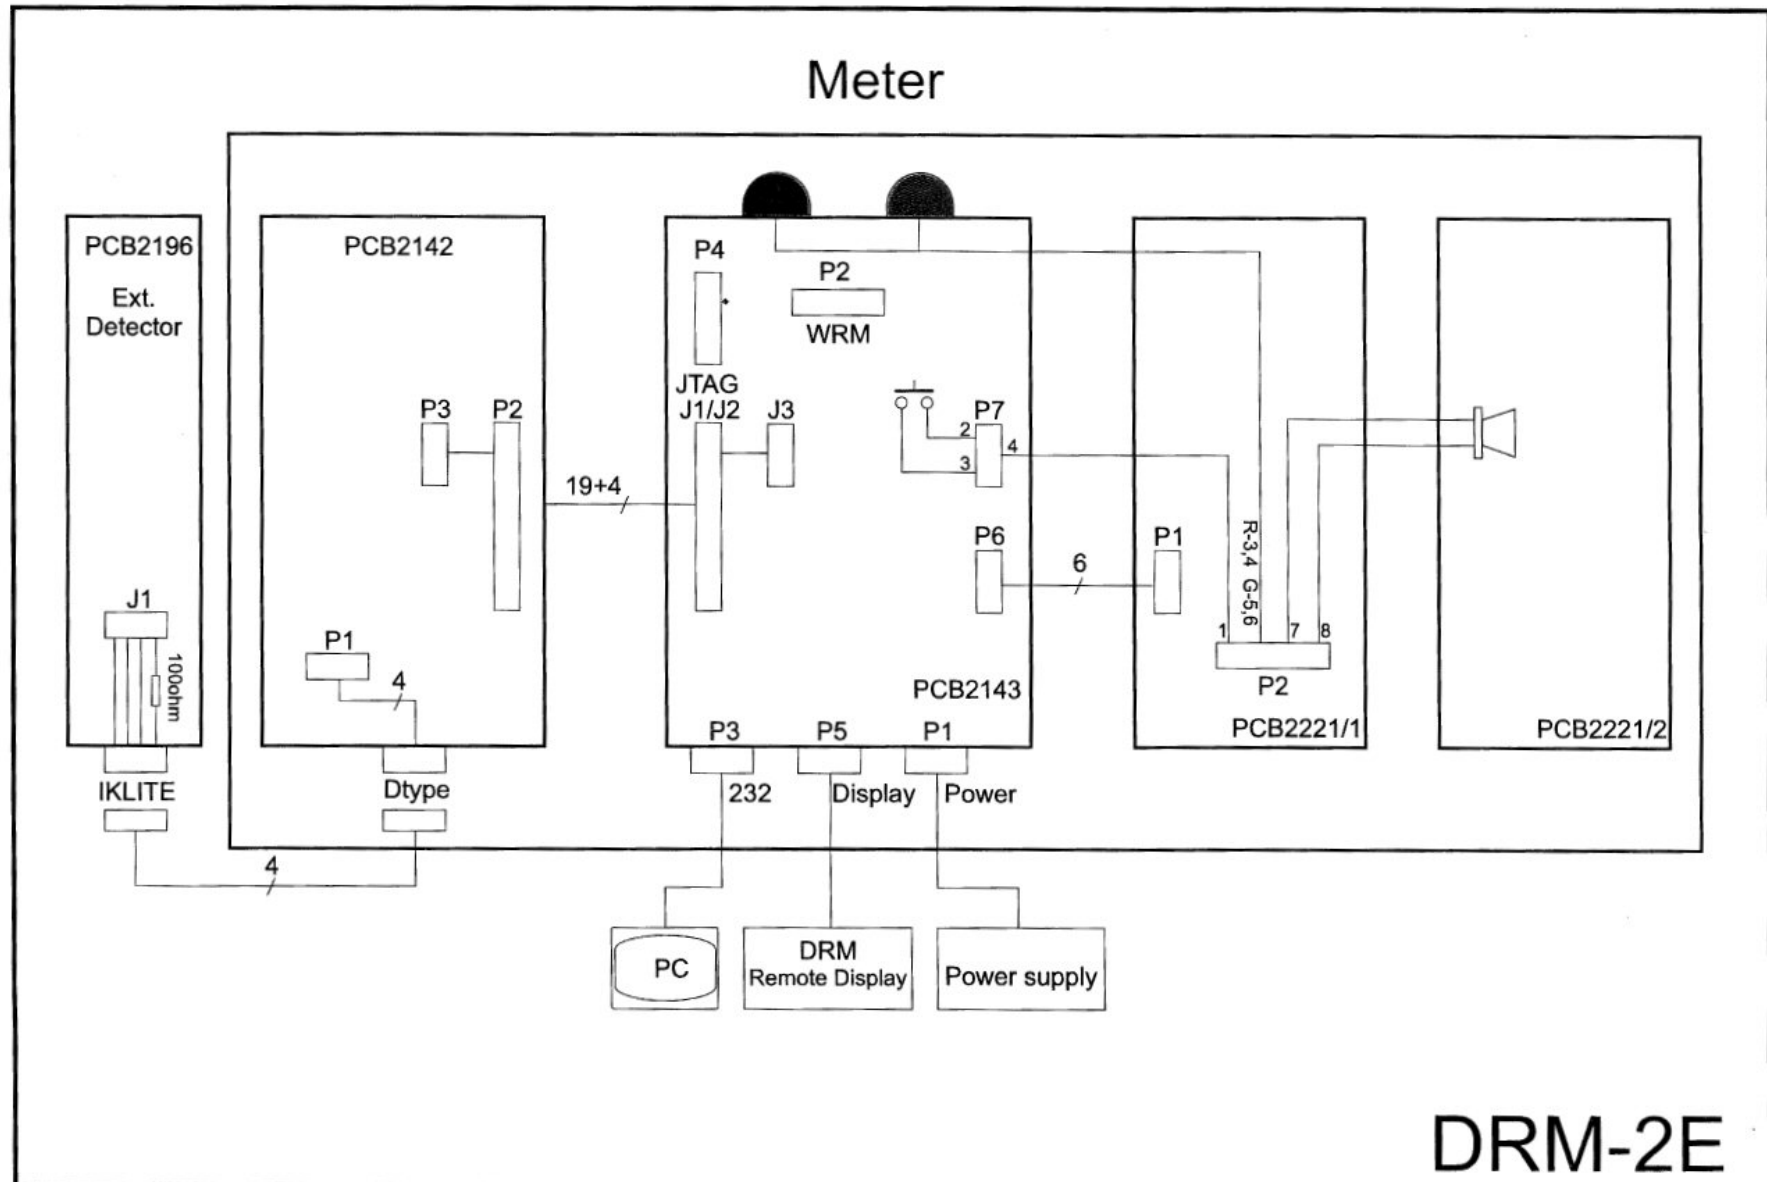 Meter
PCB2196
Ext.
Detector
J1
100ohm
IKLITE
4
PCB2142
P3
P2
P1
4
Dtype
19+4
P4
JTAG
P2
WRM
J1/J2
J3
P7
2
3
4
P6
6
PCB2143
P3
P5
P1
232
Display
Power
P1
R-3,4 G-5,6
1
7
8
P2
PCB2221/1
PCB2221/2
PC
DRM
Remote Display
Power supply
DRM-2E